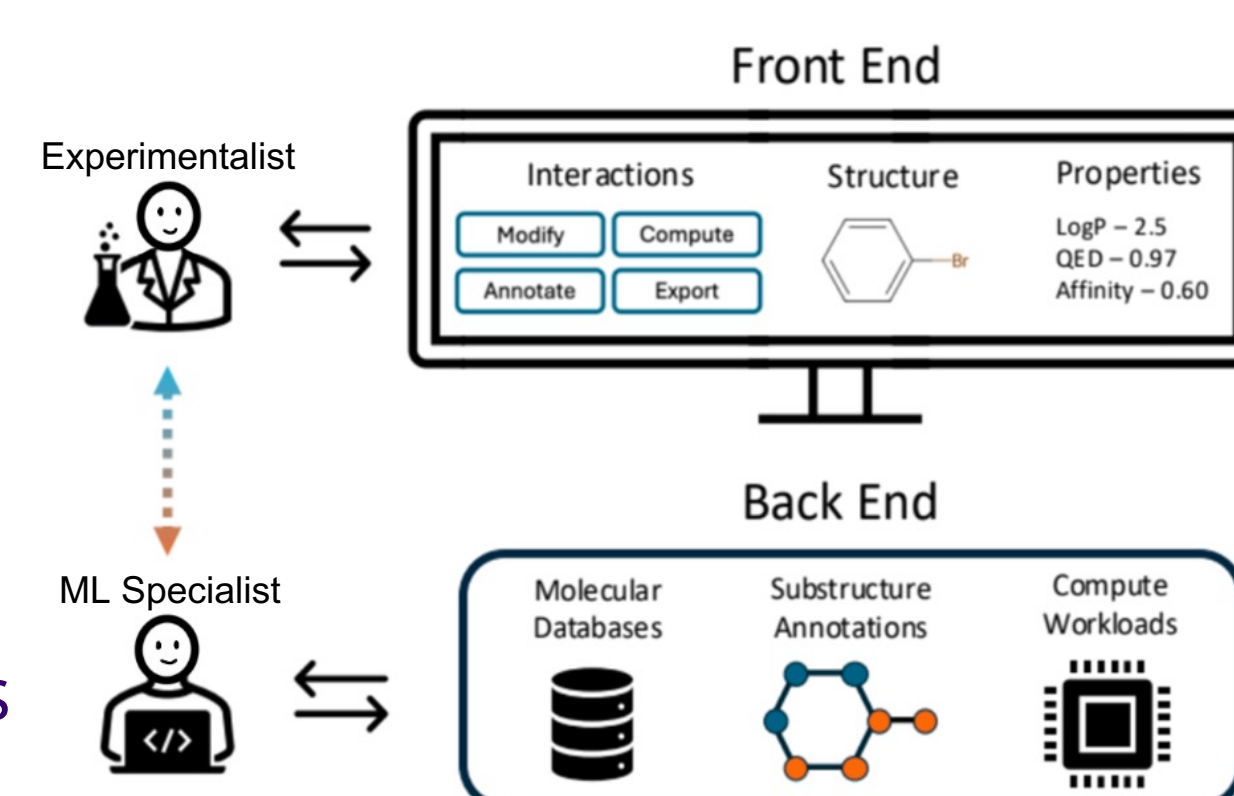 Front End
Experimentalist
Interactions
Structure
Properties
Modify
Compute
Annotate
Export
Br
LogP – 2.5
QED – 0.97
Affinity – 0.60
Back End
ML Specialist
Molecular
Databases
Substructure
Annotations
Compute
Workloads
s
</>